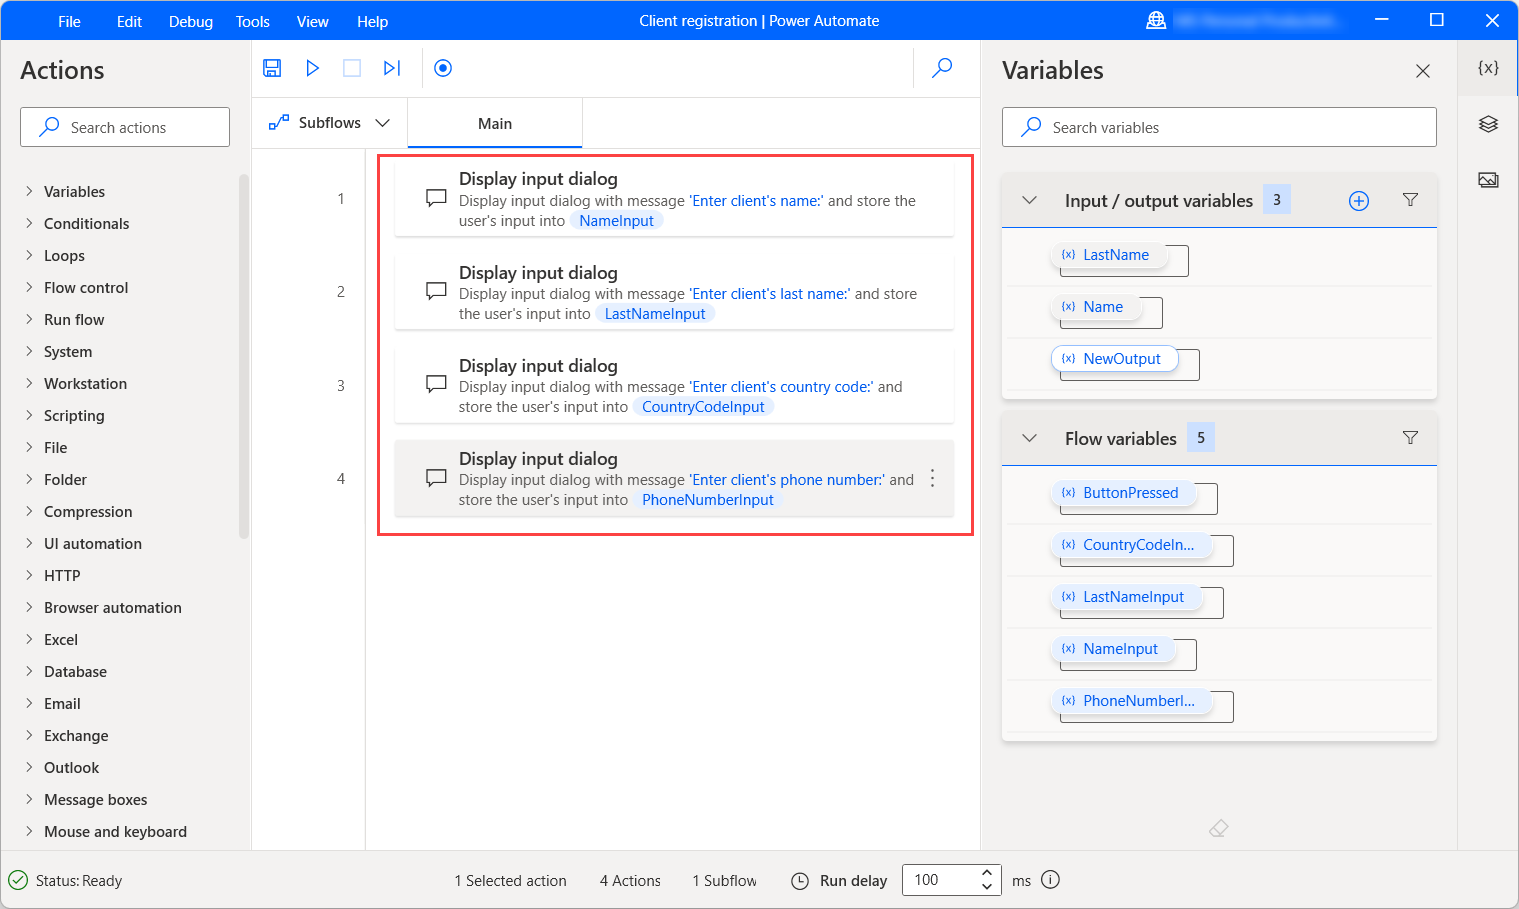 File Edit Debug Tools View Help
Client registration | Power Automate
Actions
Search actions
Variables
Conditionals
Loops
Flow control
Run flow
System
Workstation
Scripting
File
Folder
Compression
UI automation
HTTP
Browser automation
Excel
Database
Email
Exchange
Outlook
Message boxes
Mouse and keyboard
Subflows
Main
1
Display input dialog
Display input dialog with message 'Enter client's name:' and store the
user's input into NameInput
2
Display input dialog
Display input dialog with message 'Enter client's last name:' and store
the user's input into LastNameInput
3
Display input dialog
Display input dialog with message 'Enter client's country code:' and
store the user's input into CountryCodeInput
4
Display input dialog
Display input dialog with message 'Enter client's phone number:' and
store the user's input into PhoneNumberInput
Variables
{x}
Search variables
Input / output variables 3
{x} LastName
{x} Name
{x} NewOutput
Flow variables 5
{x} ButtonPressed
{x} CountryCodeIn...
{x} LastNameInput
{x} NameInput
{x} PhoneNumberI...
Status: Ready
1 Selected action
4 Actions
1 Subflow
Run delay 100 ms